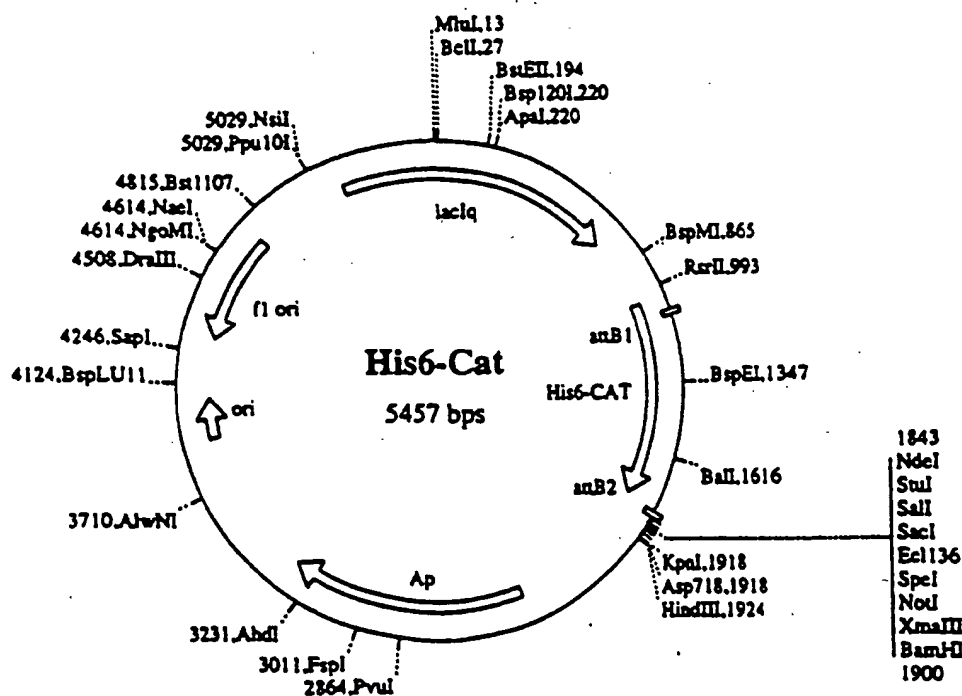 MluI,13
BclI,27
BstEII,194
Bsp120I,220
ApaI,220
5029,NsiI
5029,Ppu10I
4815,Bst1107
4614,NaeI
4614,NgoMI
4508,DraIII
4246,SapI
4124,BspLU11
3710,AlwNI
3231,AhdI
3011,FspI
2864,PvuI
lacIq
f1 ori
ori
Ap
His6-Cat
5457 bps
BspMI,865
RsrII,993
attB1
His6-CAT
attB2
BspEI,1347
BalI,1616
KpnI,1918
Asp718,1918
HindIII,1924
1843
NdeI
StuI
SalI
SacI
Ecl136
SpeI
NotI
XmaIII
BamHI
1900